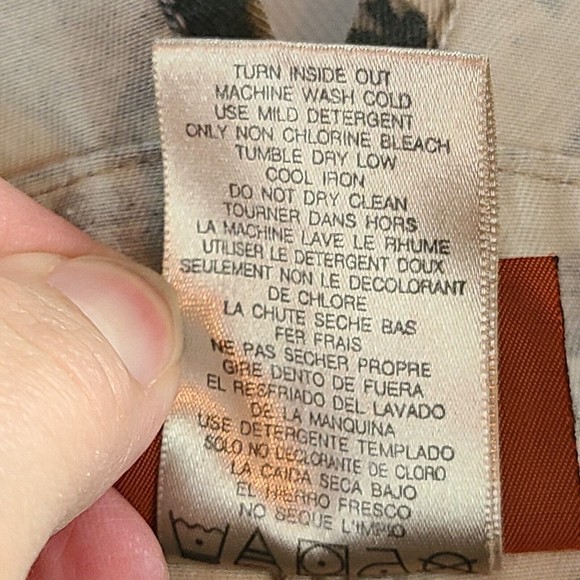 TURN INSIDE OUT
MACHINE WASH COLD
USE MILD DETERGENT
ONLY NON CHLORINE BLEACH
TUMBLE DRY LOW
COOL IRON
DO NOT DRY CLEAN
TOURNER DANS HORS
LA MACHINE LAVE LE RHUME
UTILISER LE DETERGENT DOUX
SEULEMENT NON LE DECOLORANT
DE CHLORE
LA CHUTE SECHE BAS
FER FRAIS
NE PAS SECHER PROPRE
GIRE DENTO DE FUERA
EL RESFRIADO DEL LAVADO
DE LA MANQUINA
USE DETERGENTE TEMPLADO
SOLO NO DECLORANTE DE CLORO
LA CAIDA SECA BAJO
EL HIERRO FRESCO
NO SEQUE L'IMPIO